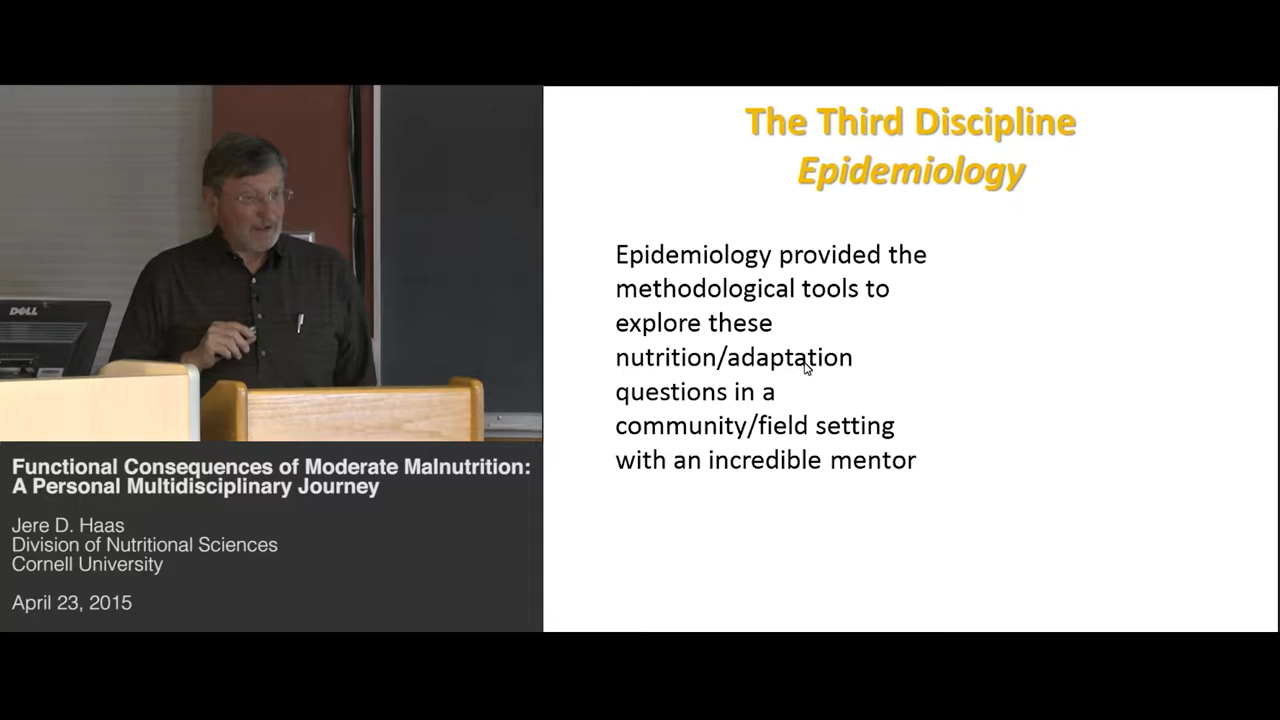 The Third Discipline
Epidemiology
Epidemiology provided the
methodological tools to
explore these
nutrition/adaptation
questions in a
community/field setting
with an incredible mentor
DELL
Functional Consequences of Moderate Malnutrition:
A Personal Multidisciplinary Journey
Jere D. Haas
Division of Nutritional Sciences
Cornell University
April 23, 2015